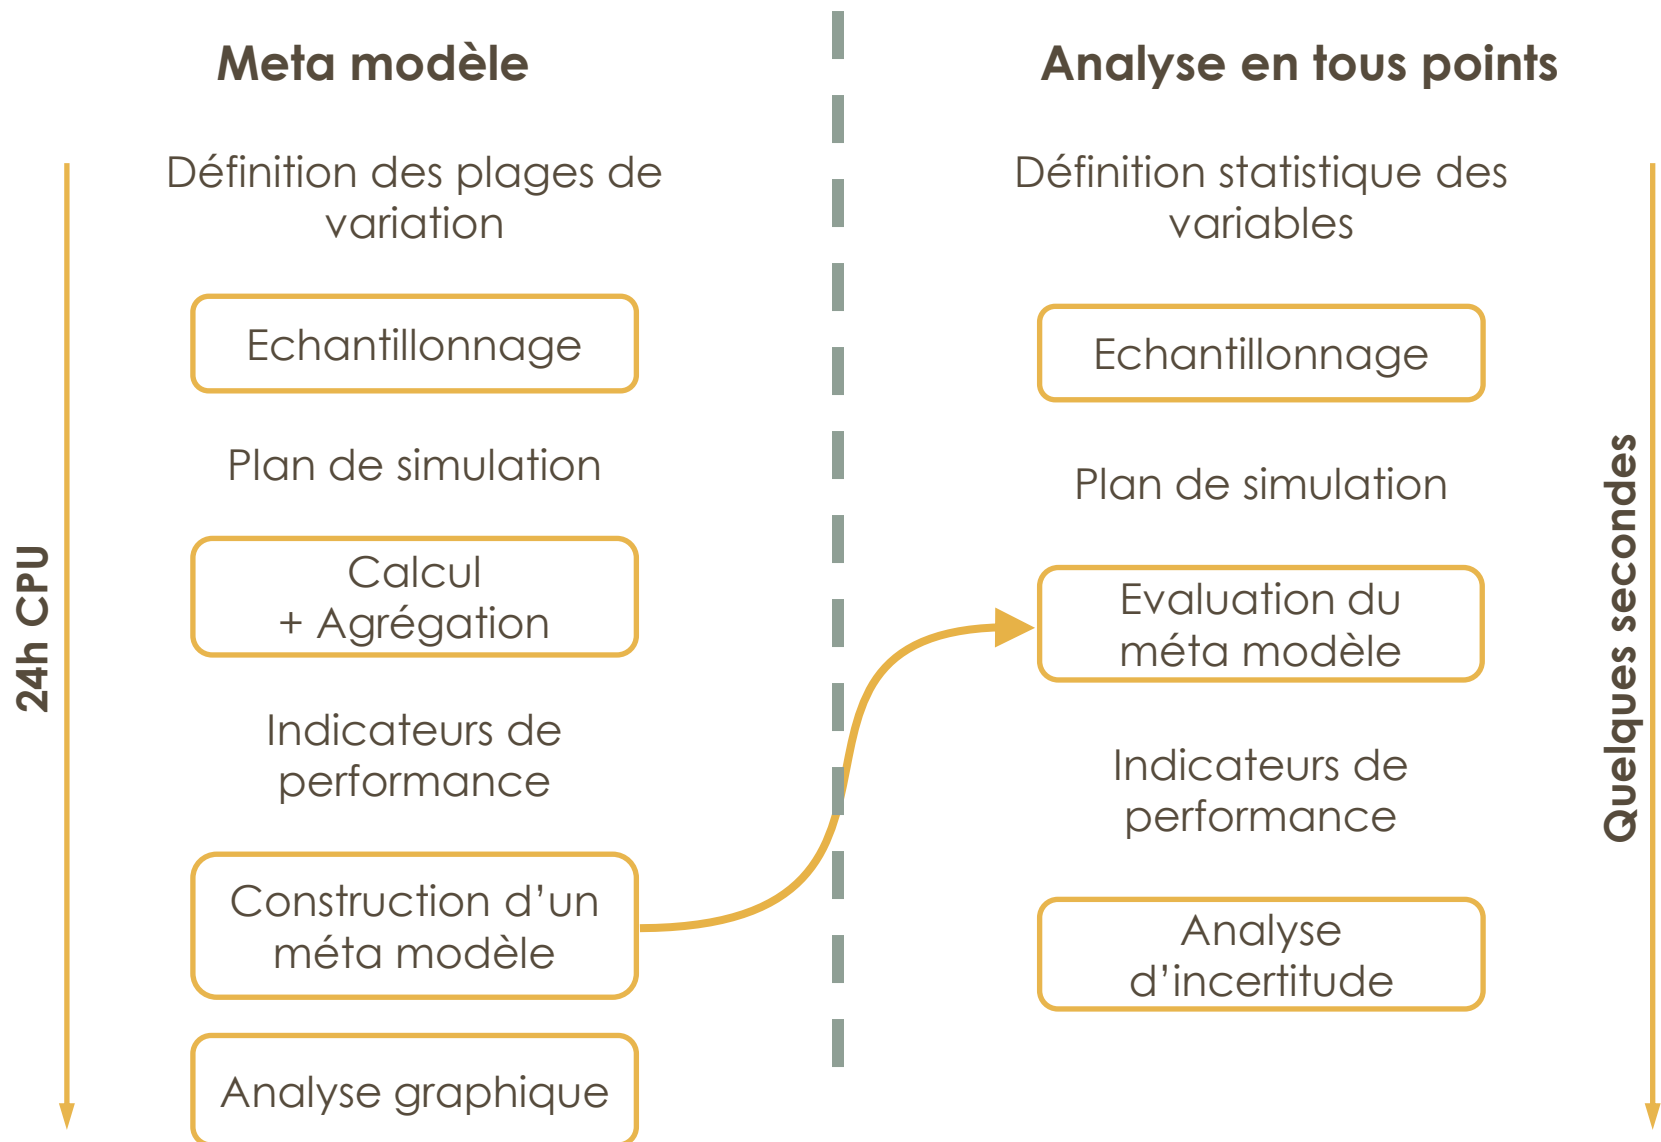 Meta modèle
Définition des plages de
variation
Echantillonnage
Plan de simulation
Calcul
+ Agrégation
Indicateurs de
performance
Construction d’un
méta modèle
Analyse graphique
24h CPU
Analyse en tous points
Définition statistique des
variables
Echantillonnage
Plan de simulation
Evaluation du
méta modèle
Indicateurs de
performance
Analyse
d’incertitude
Quelques secondes